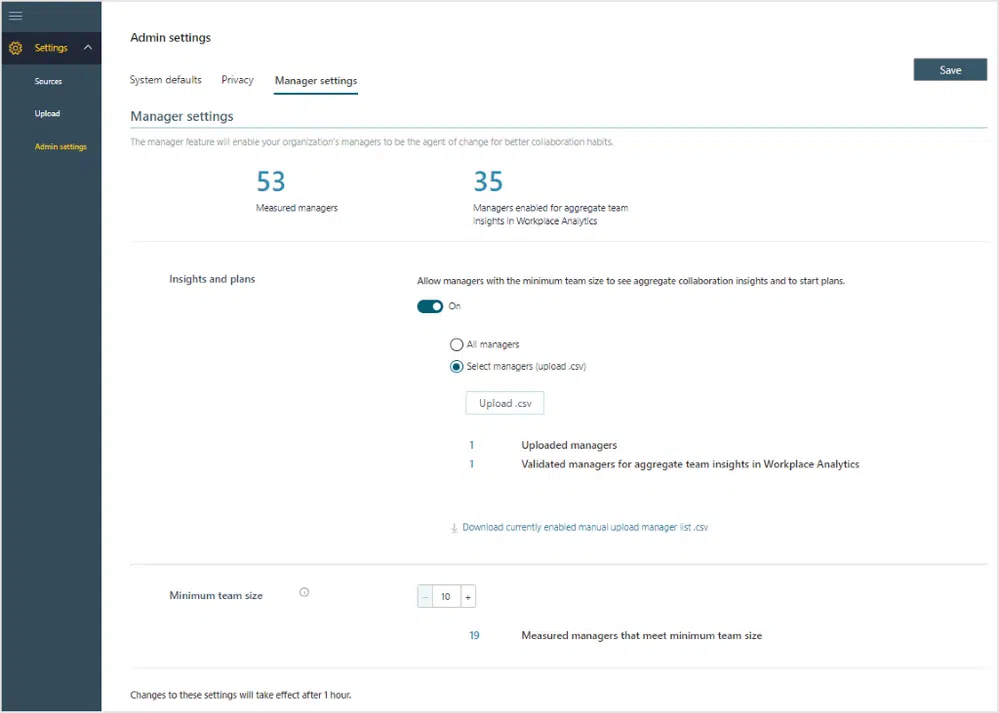 Settings
Sources
Upload
Admin settings
Admin settings
System defaults Privacy Manager settings
Save
Manager settings
The manager feature will enable your organization's managers to be the agent of change for better collaboration habits.
53
Measured managers
35
Managers enabled for aggregate team
insights in Workplace Analytics
Insights and plans
Allow managers with the minimum team size to see aggregate collaboration insights and to start plans.
On
All managers
Select managers (upload .csv)
Upload .csv
1 Uploaded managers
1 Validated managers for aggregate team insights in Workplace Analytics
Download currently enabled manual upload manager list .csv
Minimum team size
− 10 +
19 Measured managers that meet minimum team size
Changes to these settings will take effect after 1 hour.